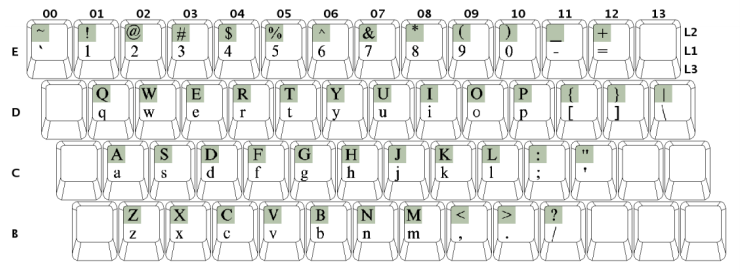 00 01 02 03 04 05 06 07 08 09 10 11 12 13
~ ! @ # $ % ^ & * ( ) _ + L2
E ` 1 2 3 4 5 6 7 8 9 0 - = L1
L3
Q W E R T Y U I O P { } |
D q w e r t y u i o p [ ] \
A S D F G H J K L : "
C a s d f g h j k l ; '
Z X C V B N M < > ?
B z x c v b n m , . /